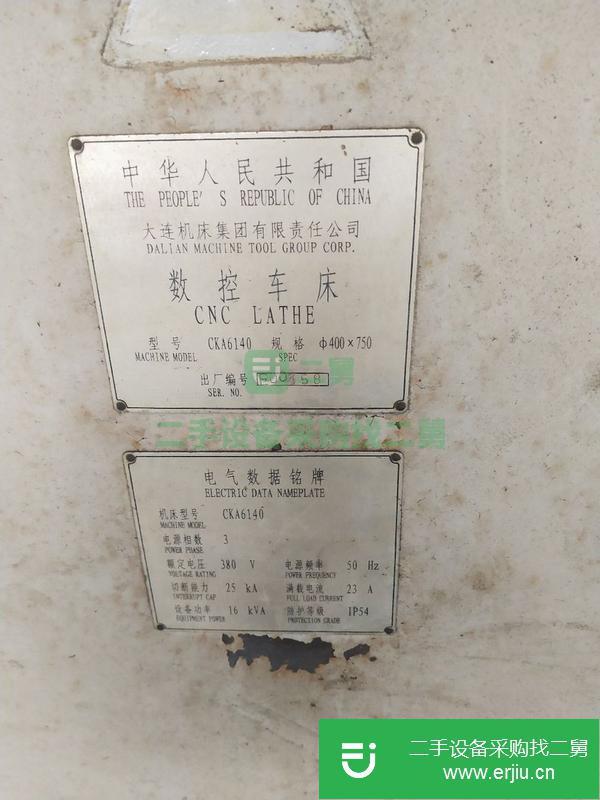 中华人民共和国
THE PEOPLE' S REPUBLIC OF CHINA
大连机床集团有限责任公司
DALIAN MACHINE TOOL GROUP CORP.
数控车床
CNC LATHE
型号 CKA6140 规格 φ400×750
MACHINE MODEL SPEC
出厂编号
SER. NO.
二舅
二手设备采购找二舅
电气数据铭牌
ELECTRIC DATA NAMEPLATE
机床型号 CKA6140
MACHINE MODEL
电源相数 3
POWER PHASE
额定电压 380 V 电源频率 50 Hz
VOLTAGE RATING POWER FREQUENCY
切断能力 25 kA 满载电流 23 A
INTERRUPT CAP FULL LOAD CURRENT
设备功率 16 kVA 防护等级 IP54
EQUIPMENT POWER PROTECTION GRADE
二手设备采购找二舅
www.erjiu.cn